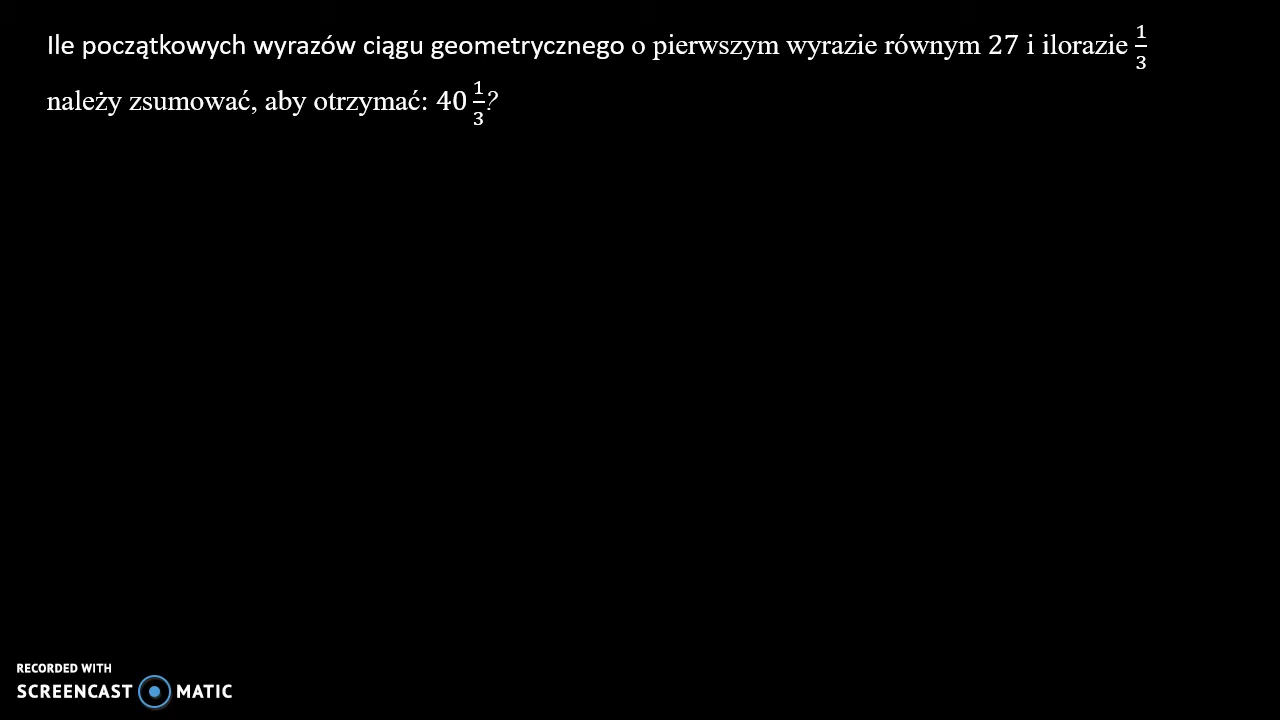 Ile początkowych wyrazów ciągu geometrycznego o pierwszym wyrazie równym 27 i ilorazie 1/3
należy zsumować, aby otrzymać: 40 1/3?
RECORDED WITH
SCREENCAST MATIC